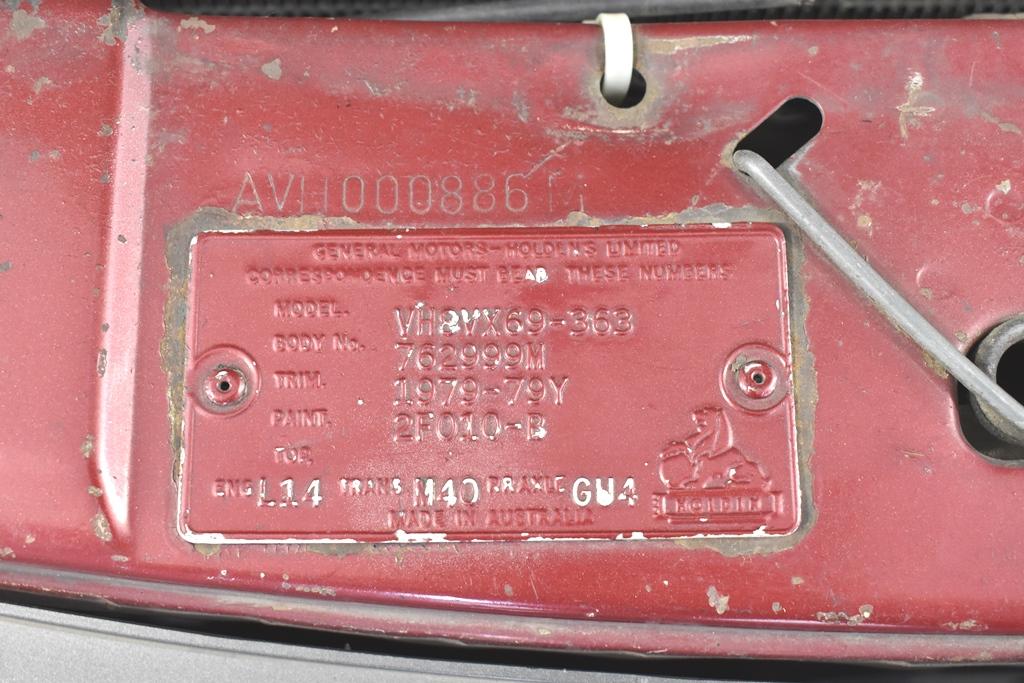 AVH000886M
GENERAL MOTORS-HOLDEN'S LIMITED
CORRESPONDENCE MUST BEAR THESE NUMBERS
MODEL. VH8VX69-363
BODY No. 762999M
TRIM. 1979-79Y
PAINT. 2F010-B
TOP.
ENG L14 TRANS M40 RR AXLE GU4
HOLDEN
MADE IN AUSTRALIA